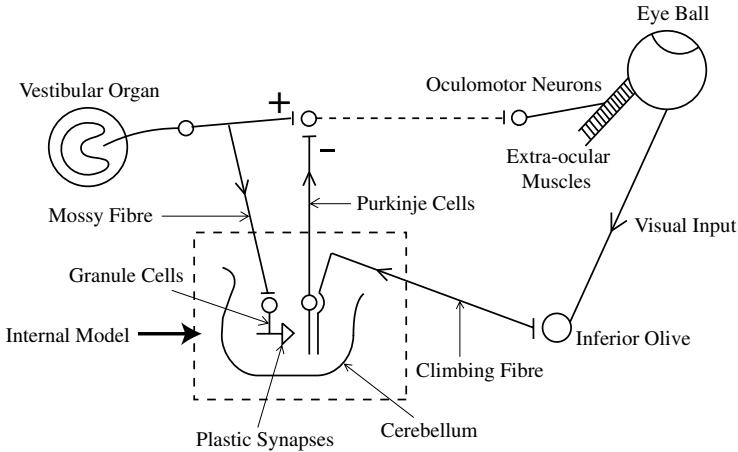 Eye Ball
Vestibular Organ
Oculomotor Neurons
+
-
Extra-ocular
Muscles
Mossy Fibre
Purkinje Cells
Visual Input
Granule Cells
Internal Model
Inferior Olive
Climbing Fibre
Cerebellum
Plastic Synapses